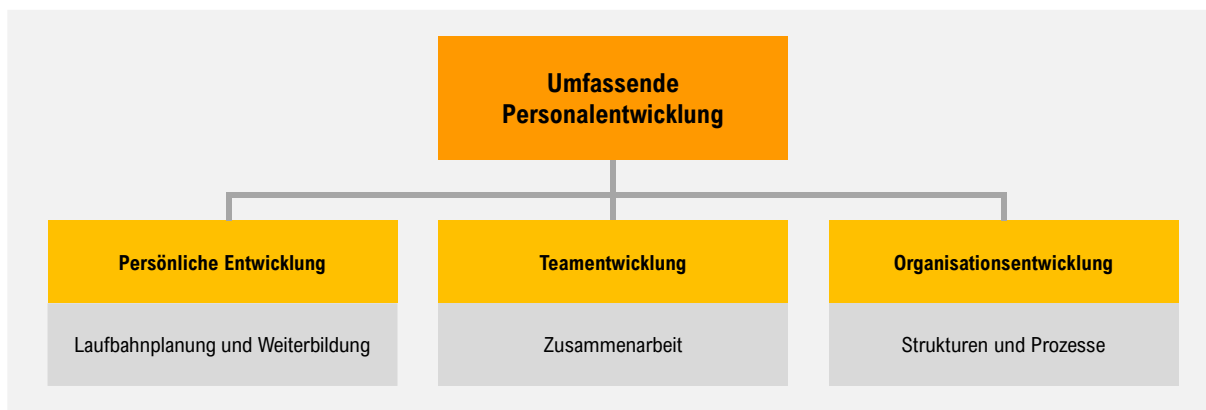 Umfassende
Personalentwicklung
Persönliche Entwicklung
Teamentwicklung
Organisationsentwicklung
Laufbahnplanung und Weiterbildung
Zusammenarbeit
Strukturen und Prozesse